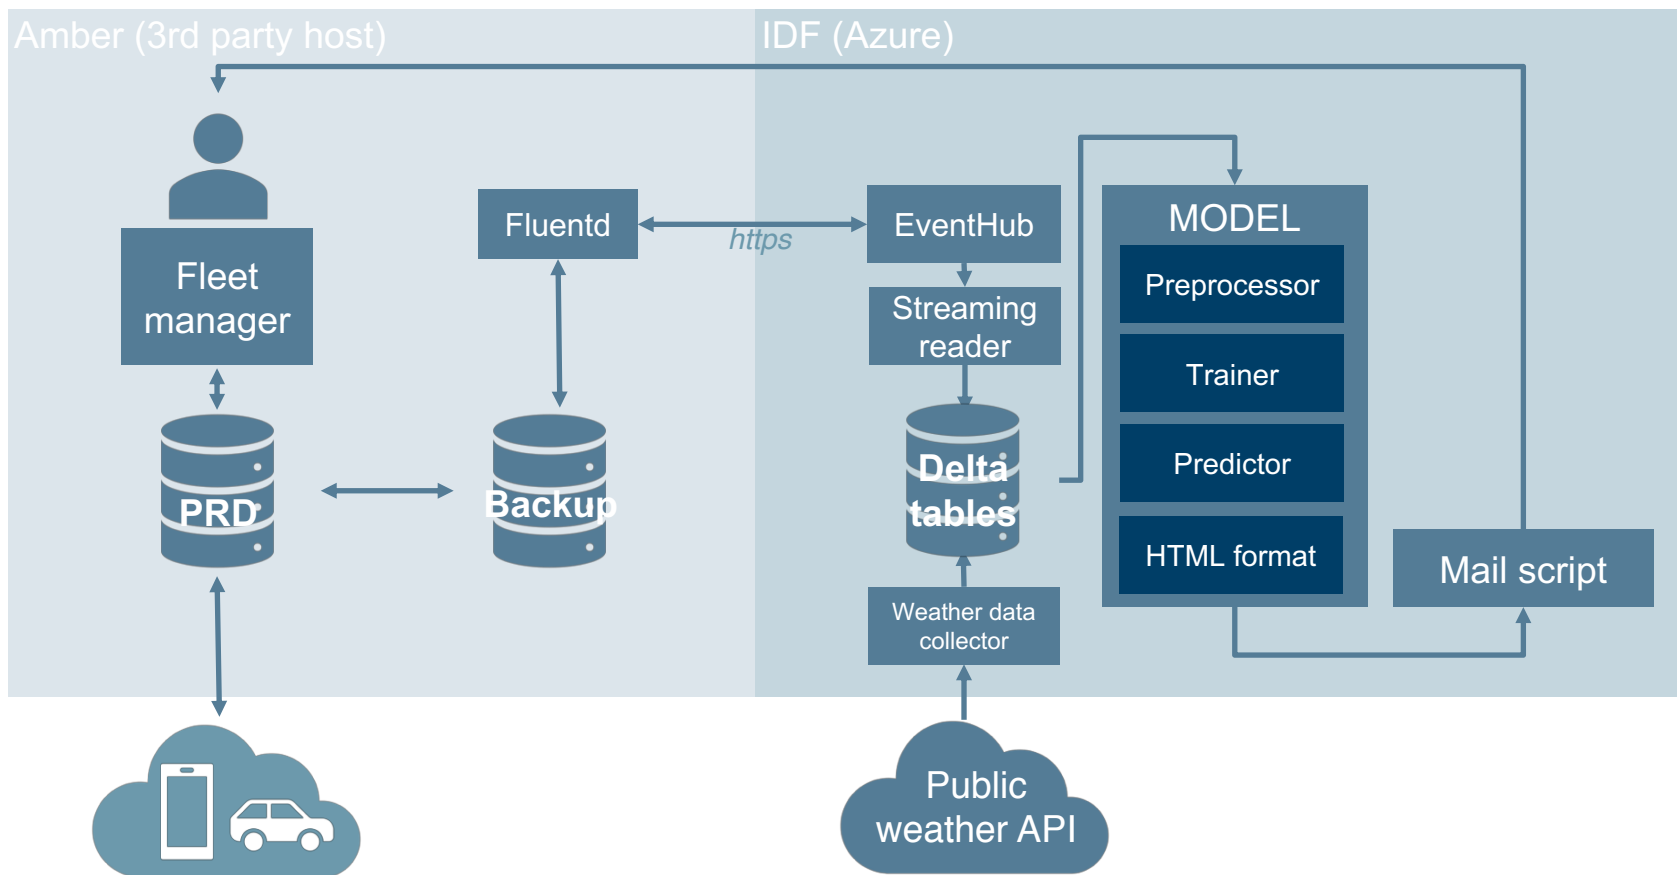 Amber (3rd party host)
IDF (Azure)
Fleet
manager
Fluentd
https
EventHub
Streaming
reader
MODEL
Preprocessor
Trainer
Predictor
HTML format
PRD
Backup
Delta
tables
Weather data
collector
Mail script
Public
weather API